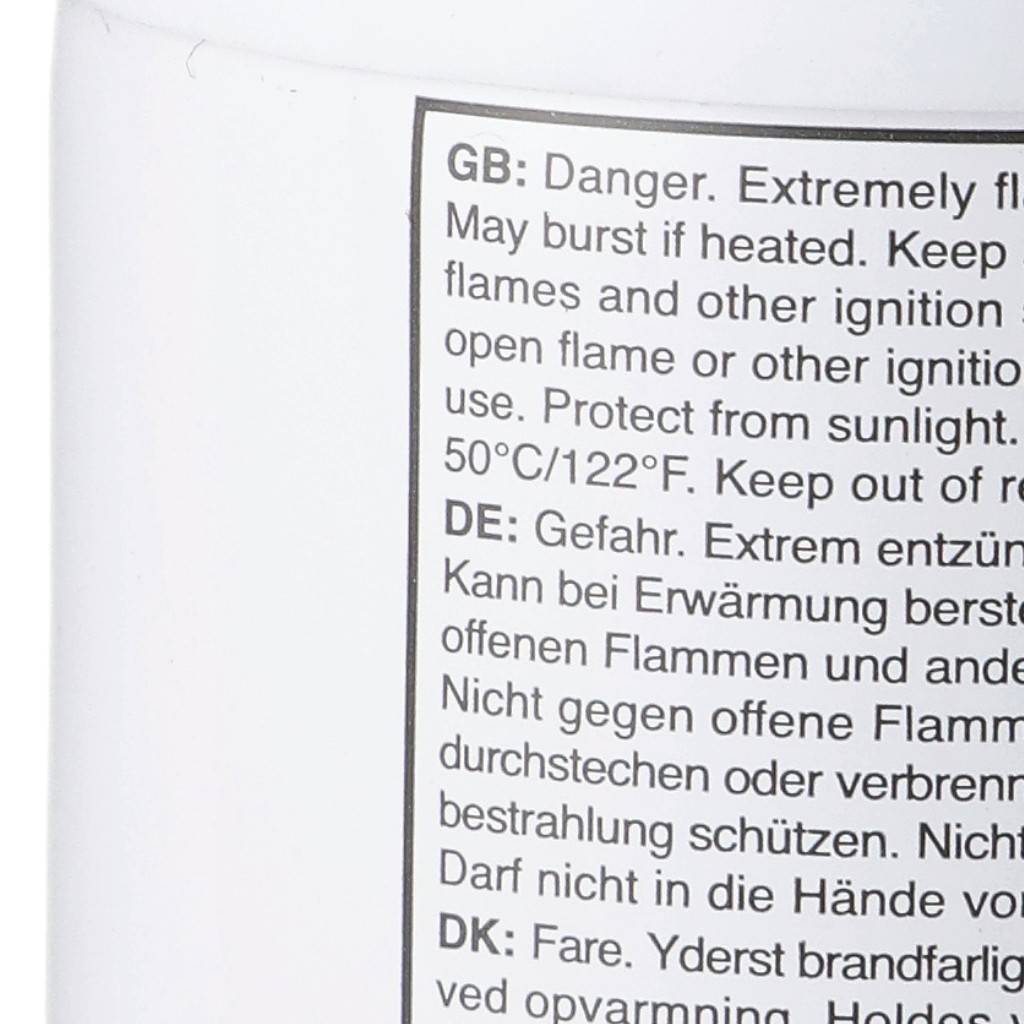 GB: Danger. Extremely
May burst if heated. Keep
flames and other ignition
open flame or other
use. Protect from sunlight.
50°C/122°F. Keep out of
DE: Gefahr. Extrem
Kann bei Erwärmung
offenen Flammen und
Nicht gegen offene
durchstechen oder
bestrahlung schützen. Nicht
Darf nicht in die Hände
DK: Fare. Yderst
ved opvarmning. Holdes